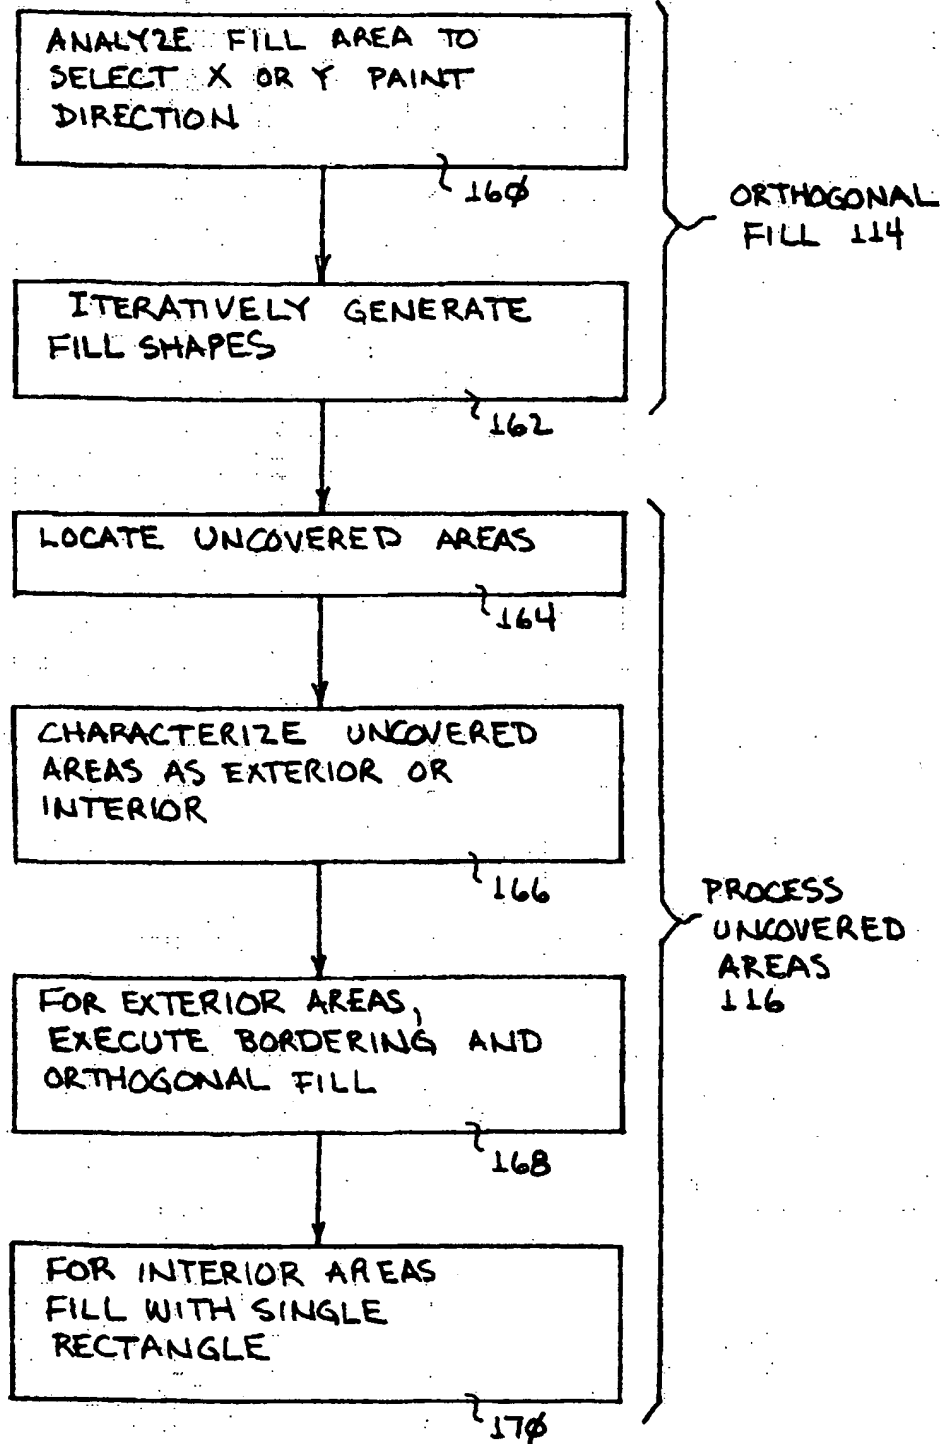 ANALYZE FILL AREA TO
SELECT X OR Y PAINT
DIRECTION
160
ORTHOGONAL
FILL 114
ITERATIVELY GENERATE
FILL SHAPES
162
LOCATE UNCOVERED AREAS
164
CHARACTERIZE UNCOVERED
AREAS AS EXTERIOR OR
INTERIOR
166
PROCESS
UNCOVERED
AREAS
116
FOR EXTERIOR AREAS,
EXECUTE BORDERING AND
ORTHOGONAL FILL
168
FOR INTERIOR AREAS
FILL WITH SINGLE
RECTANGLE
170